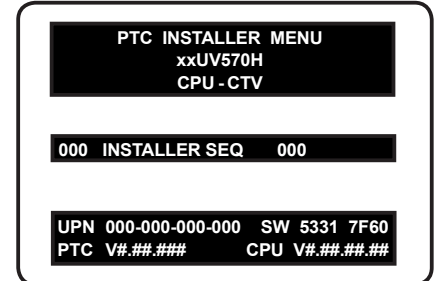 PTC INSTALLER MENU
xxUV570H
CPU - CTV
000 INSTALLER SEQ 000
UPN 000-000-000-000 SW 5331 7F60
PTC V#.##.### CPU V#.##.##.##